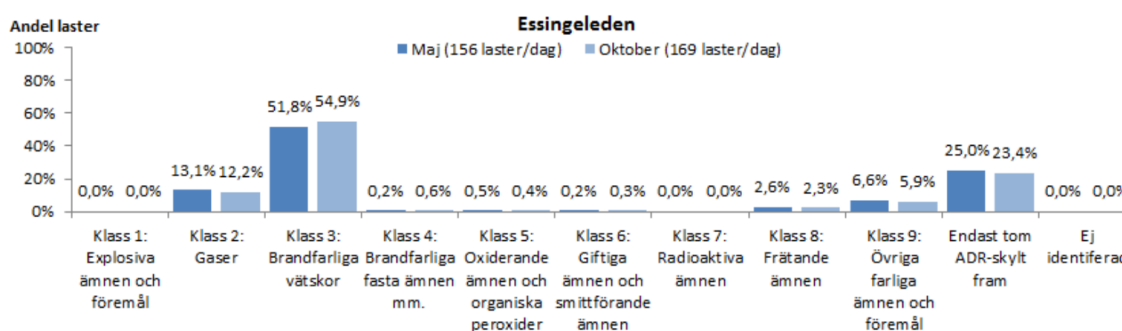 Essingeleden
Andel laster
Maj (156 laster/dag) Oktober (169 laster/dag)
100%
80%
60%
40%
20%
0%
0,0% 0,0%
13,1% 12,2%
51,8% 54,9%
0,2% 0,6%
0,5% 0,4%
0,2% 0,3%
0,0% 0,0%
2,6% 2,3%
6,6% 5,9%
25,0% 23,4%
0,0% 0,0%
Klass 1:
Explosiva
ämnen och
föremål
Klass 2:
Gaser
Klass 3:
Brandfarliga
vätskor
Klass 4:
Brandfarliga
fasta ämnen
mm.
Klass 5:
Oxiderande
ämnen och
organiska
peroxider
Klass 6:
Giftiga
ämnen och
smittförande
ämnen
Klass 7:
Radioaktiva
ämnen
Klass 8:
Frätande
ämnen
Klass 9:
Övriga
farliga
ämnen och
föremål
Endast tom
ADR-skylt
fram
Ej
identiferad